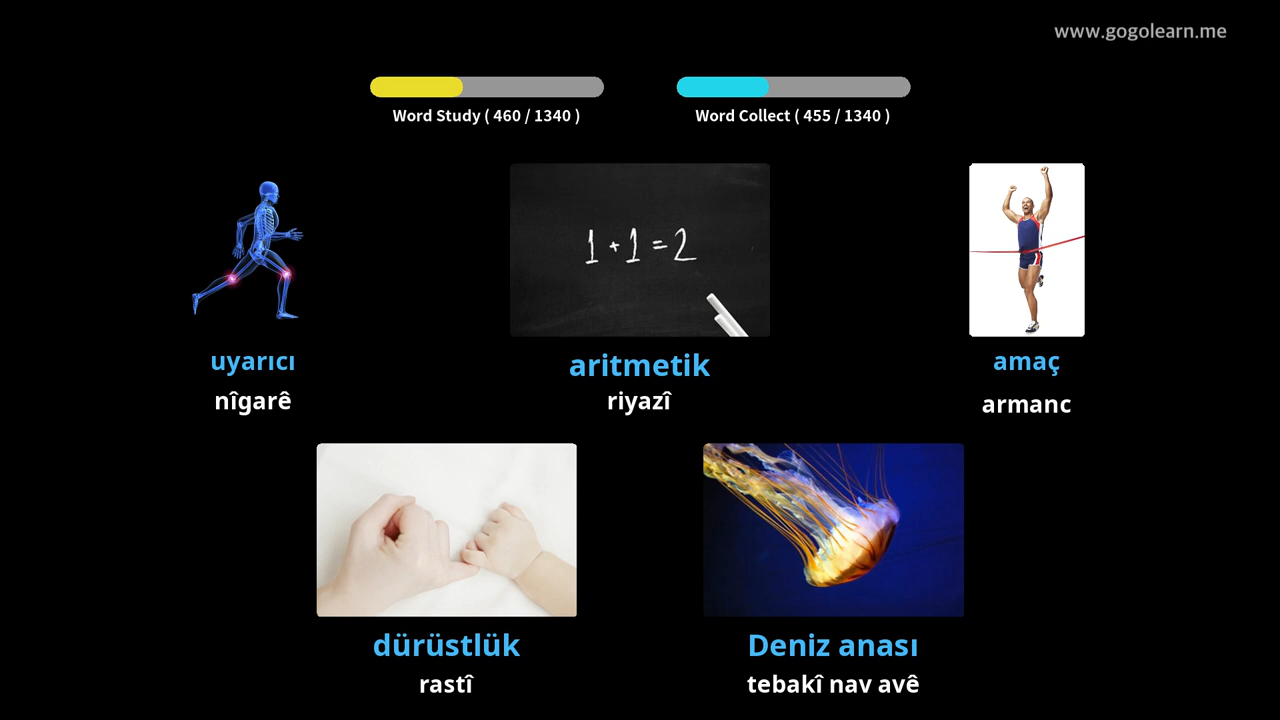 www.gogolearn.me
Word Study ( 460 / 1340 )
Word Collect ( 455 / 1340 )
1 + 1 = 2
uyarıcı
nîgarê
aritmetik
riyazî
amaç
armanc
dürüstlük
rastî
Deniz anası
tebakî nav avê